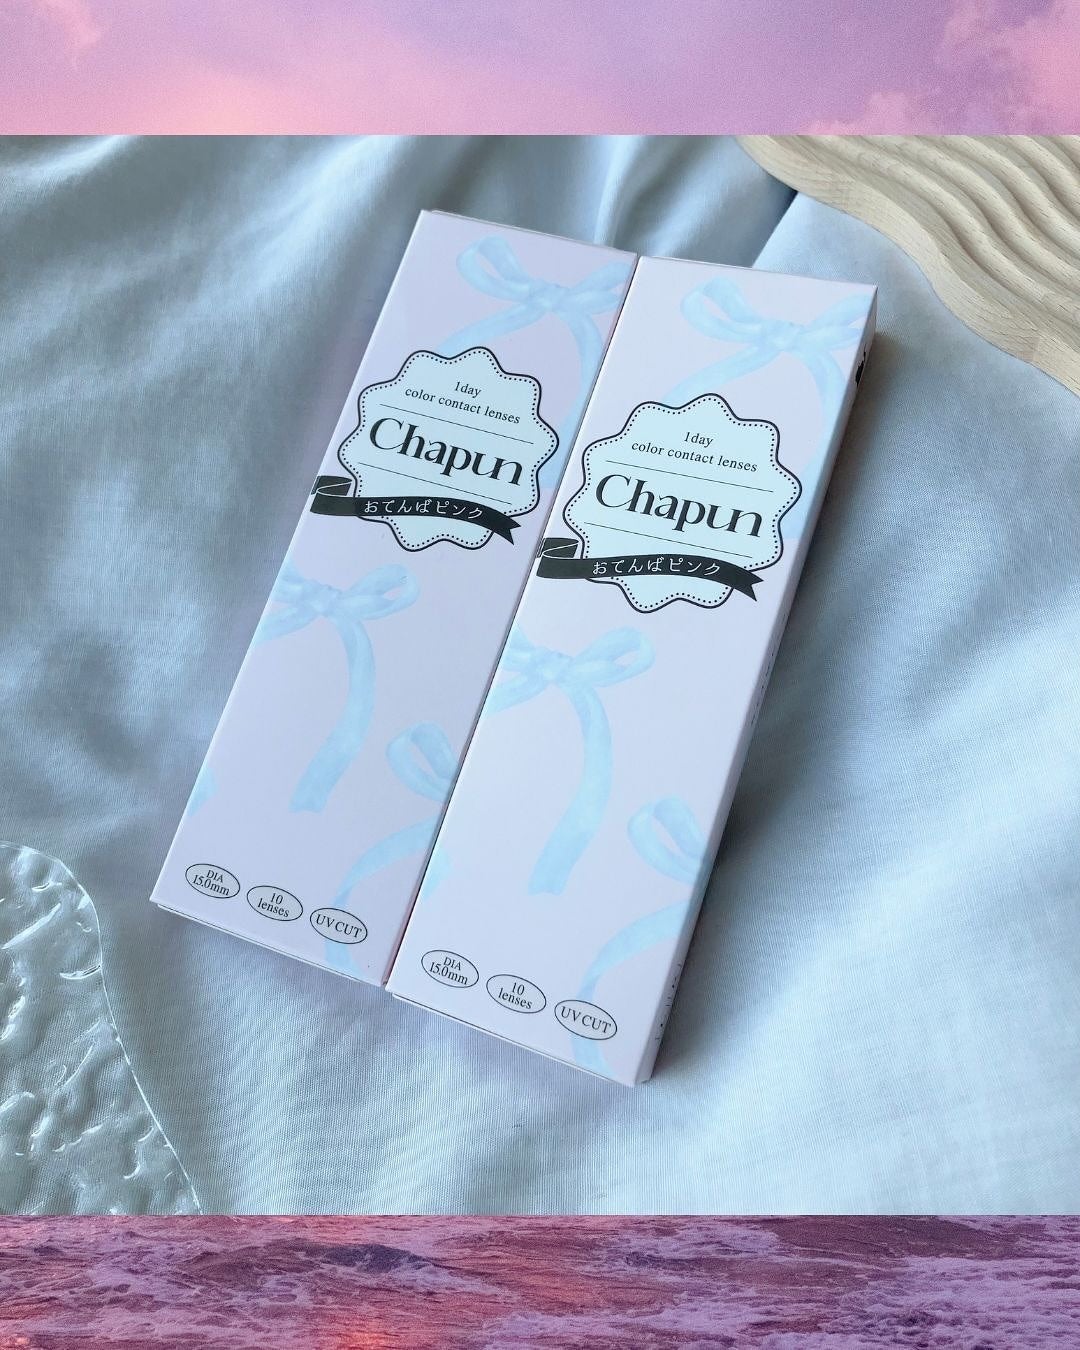 1day
color contact lenses
Chapun
おてんばピンク
DIA
15.0mm
10
lenses
UV CUT
1day
color contact lenses
Chapun
おてんばピンク
DIA
15.0mm
10
lenses
UV CUT